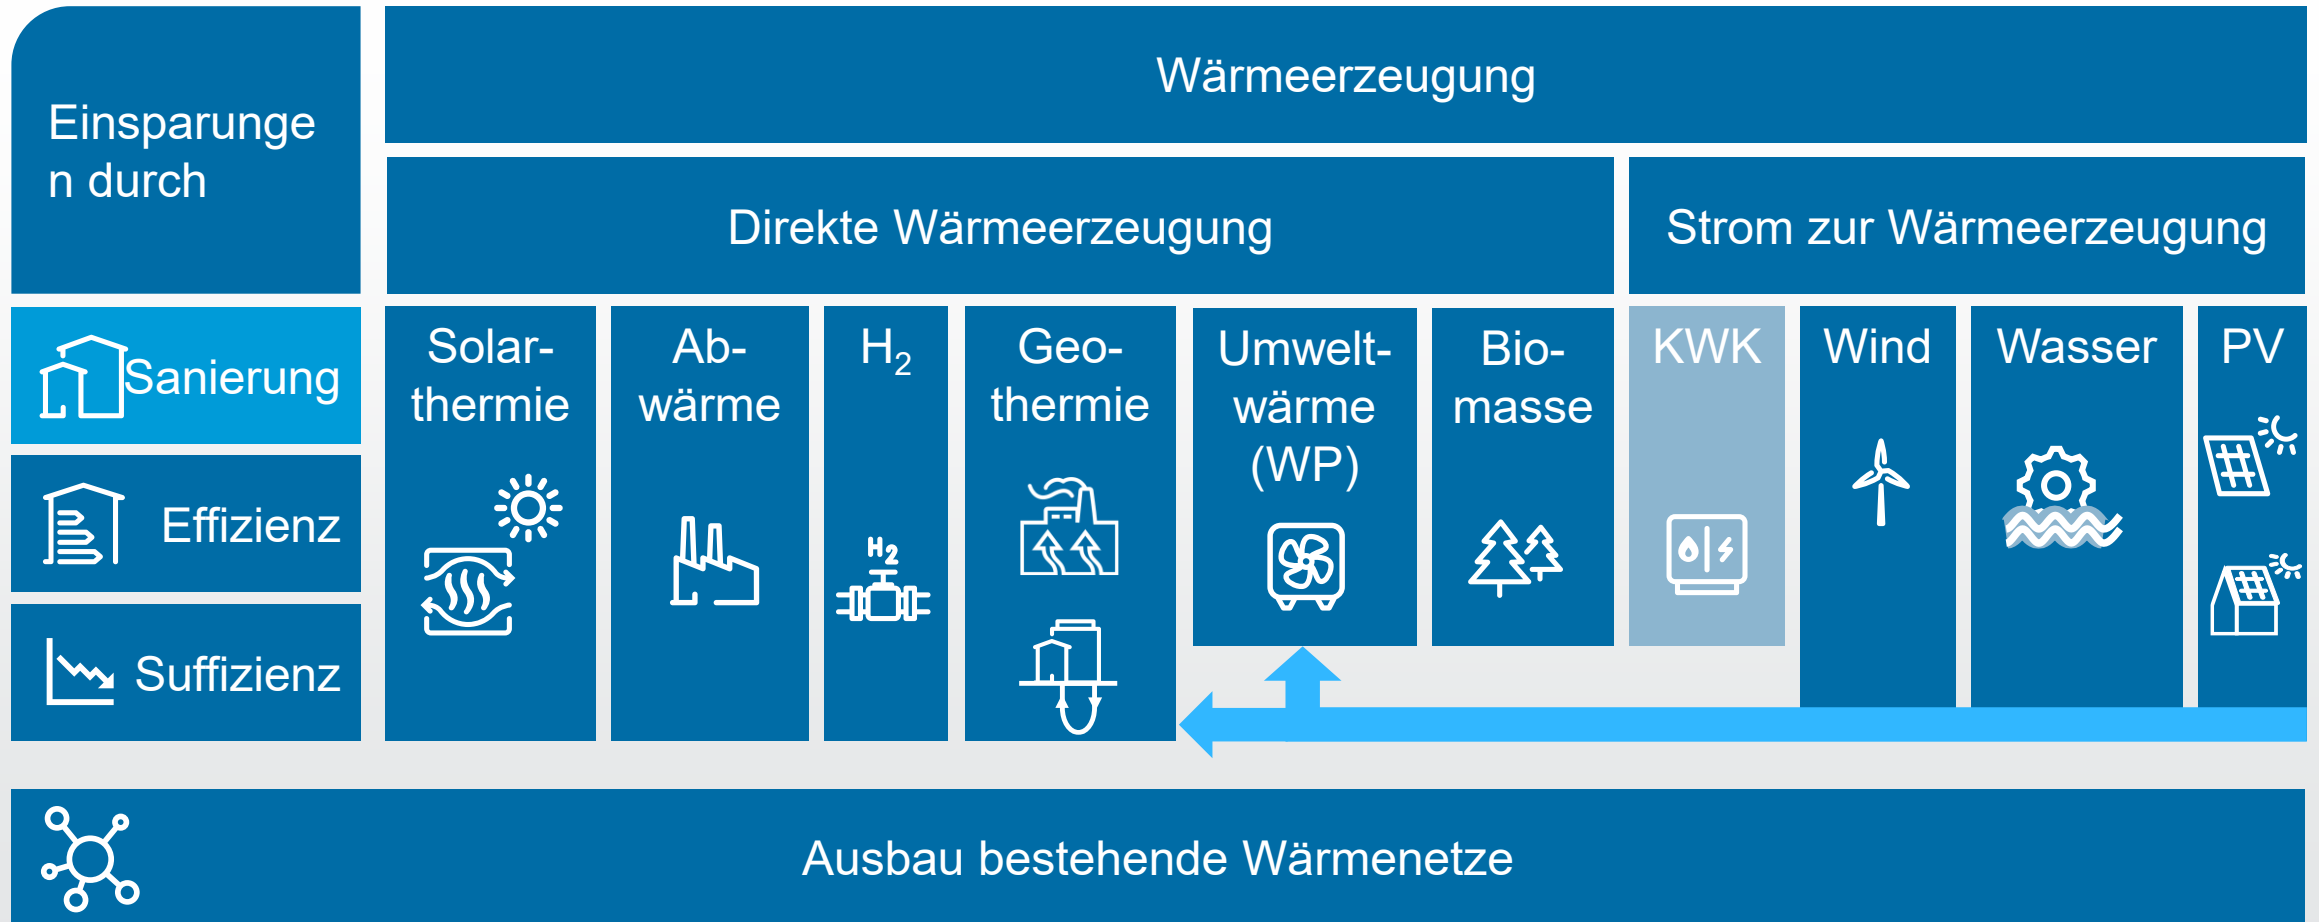 Einsparunge
n durch
Wärmeerzeugung
Direkte Wärmeerzeugung
Strom zur Wärmeerzeugung
Sanierung
Effizienz
Suffizienz
Solar-
thermie
Ab-
wärme
H₂
H2
Geo-
thermie
Umwelt-
wärme
(WP)
Bio-
masse
KWK
Wind
Wasser
PV
Ausbau bestehende Wärmenetze